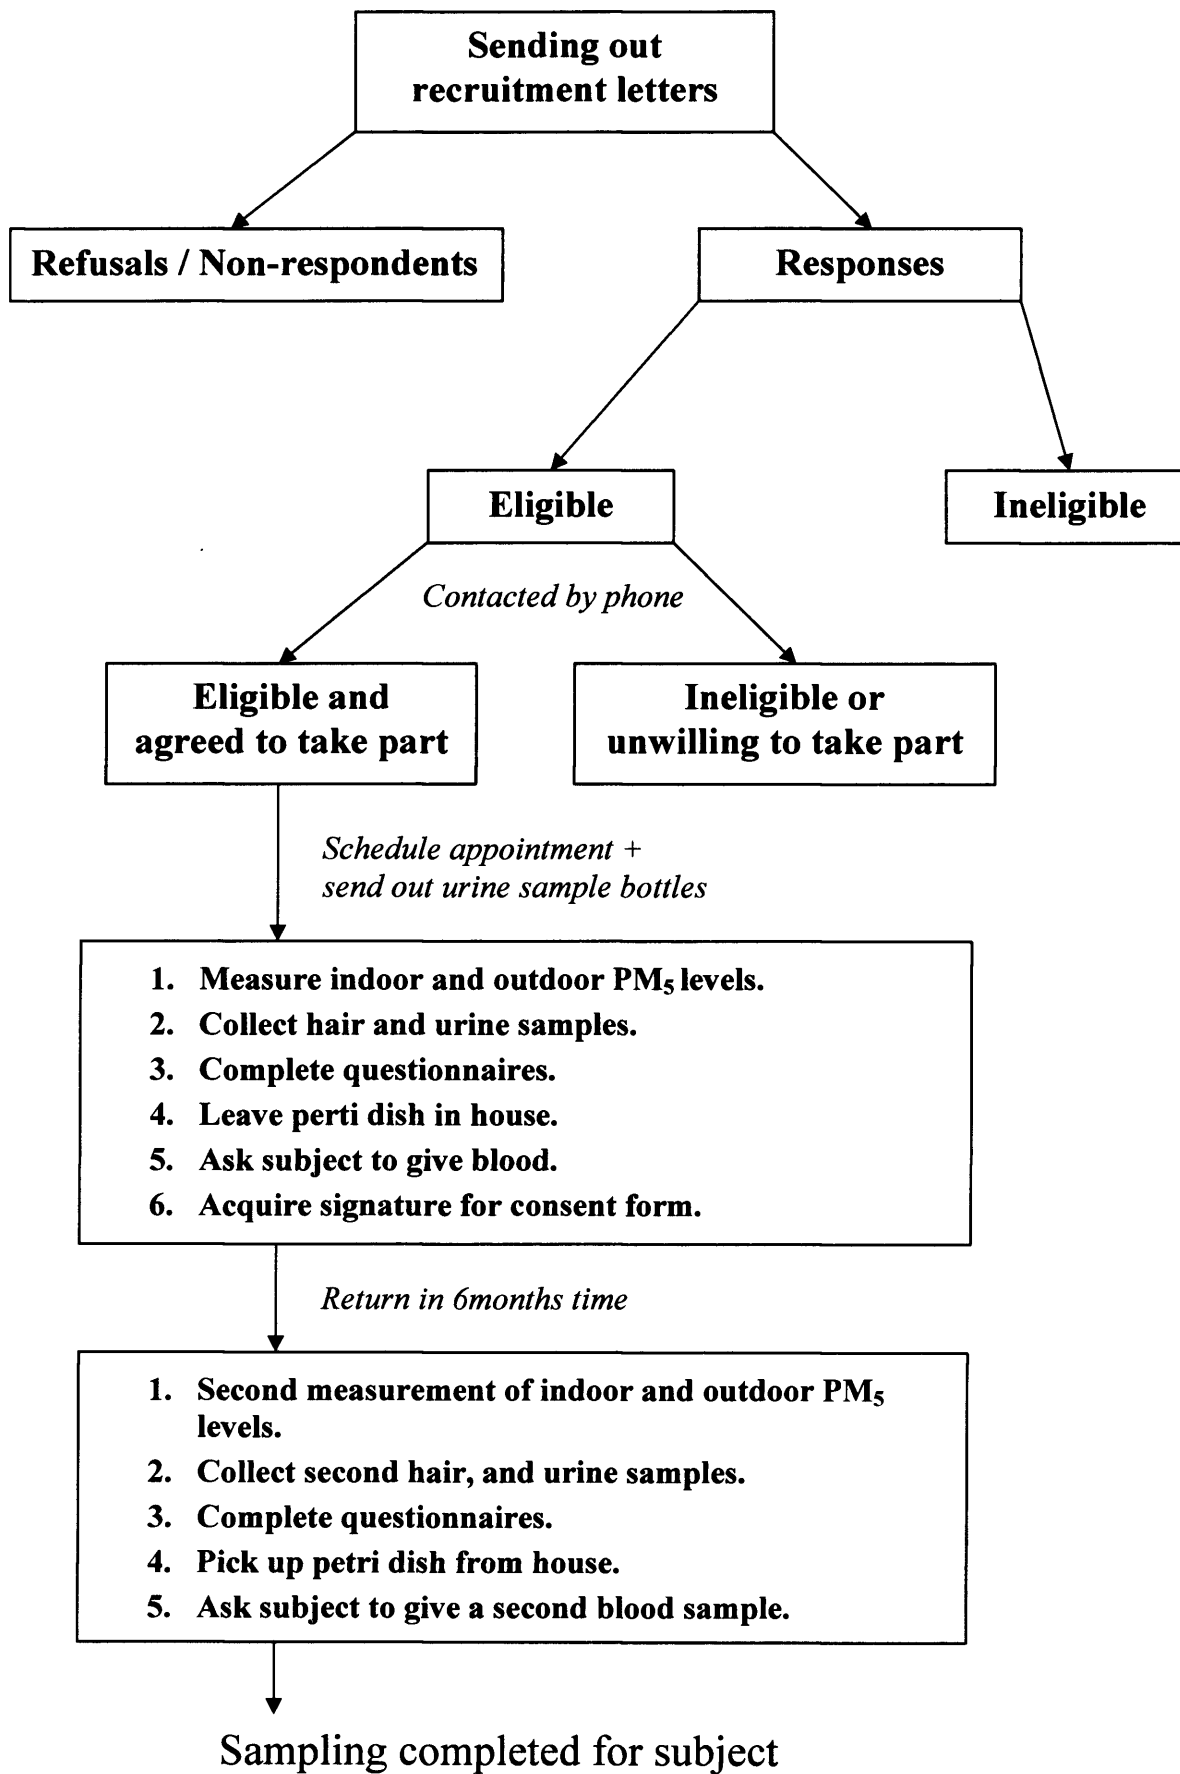 Sending out
recruitment letters
Refusals / Non-respondents
Responses
Eligible
Ineligible
Contacted by phone
Eligible and
agreed to take part
Ineligible or
unwilling to take part
Schedule appointment +
send out urine sample bottles
1. Measure indoor and outdoor PM₅ levels.
2. Collect hair and urine samples.
3. Complete questionnaires.
4. Leave perti dish in house.
5. Ask subject to give blood.
6. Acquire signature for consent form.
Return in 6months time
1. Second measurement of indoor and outdoor PM₅
levels.
2. Collect second hair, and urine samples.
3. Complete questionnaires.
4. Pick up petri dish from house.
5. Ask subject to give a second blood sample.
Sampling completed for subject